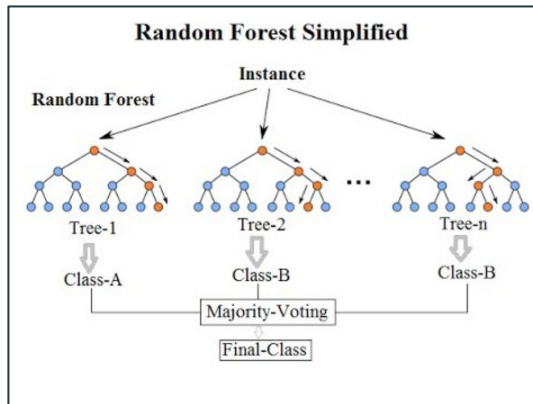 Random Forest Simplified
Instance
Random Forest
...
Tree-1 Tree-2 Tree-n
Class-A Class-B Class-B
Majority-Voting
Final-Class